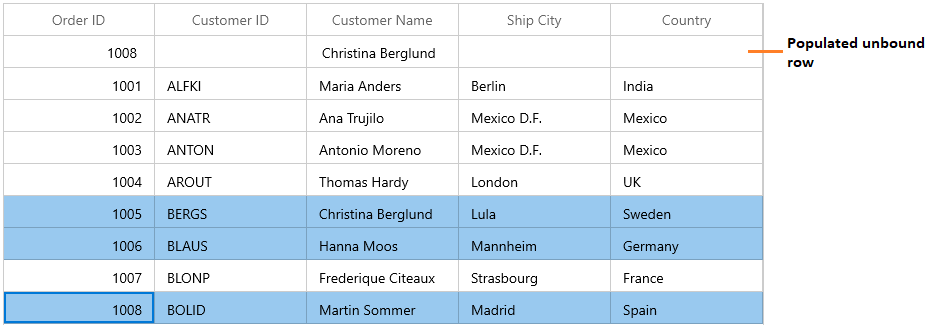 Order ID Customer ID Customer Name Ship City Country
1008 Christina Berglund
Populated unbound
row
1001 ALFKI Maria Anders Berlin India
1002 ANATR Ana Trujilo Mexico D.F. Mexico
1003 ANTON Antonio Moreno Mexico D.F. Mexico
1004 AROUT Thomas Hardy London UK
1005 BERGS Christina Berglund Lula Sweden
1006 BLAUS Hanna Moos Mannheim Germany
1007 BLONP Frederique Citeaux Strasbourg France
1008 BOLID Martin Sommer Madrid Spain